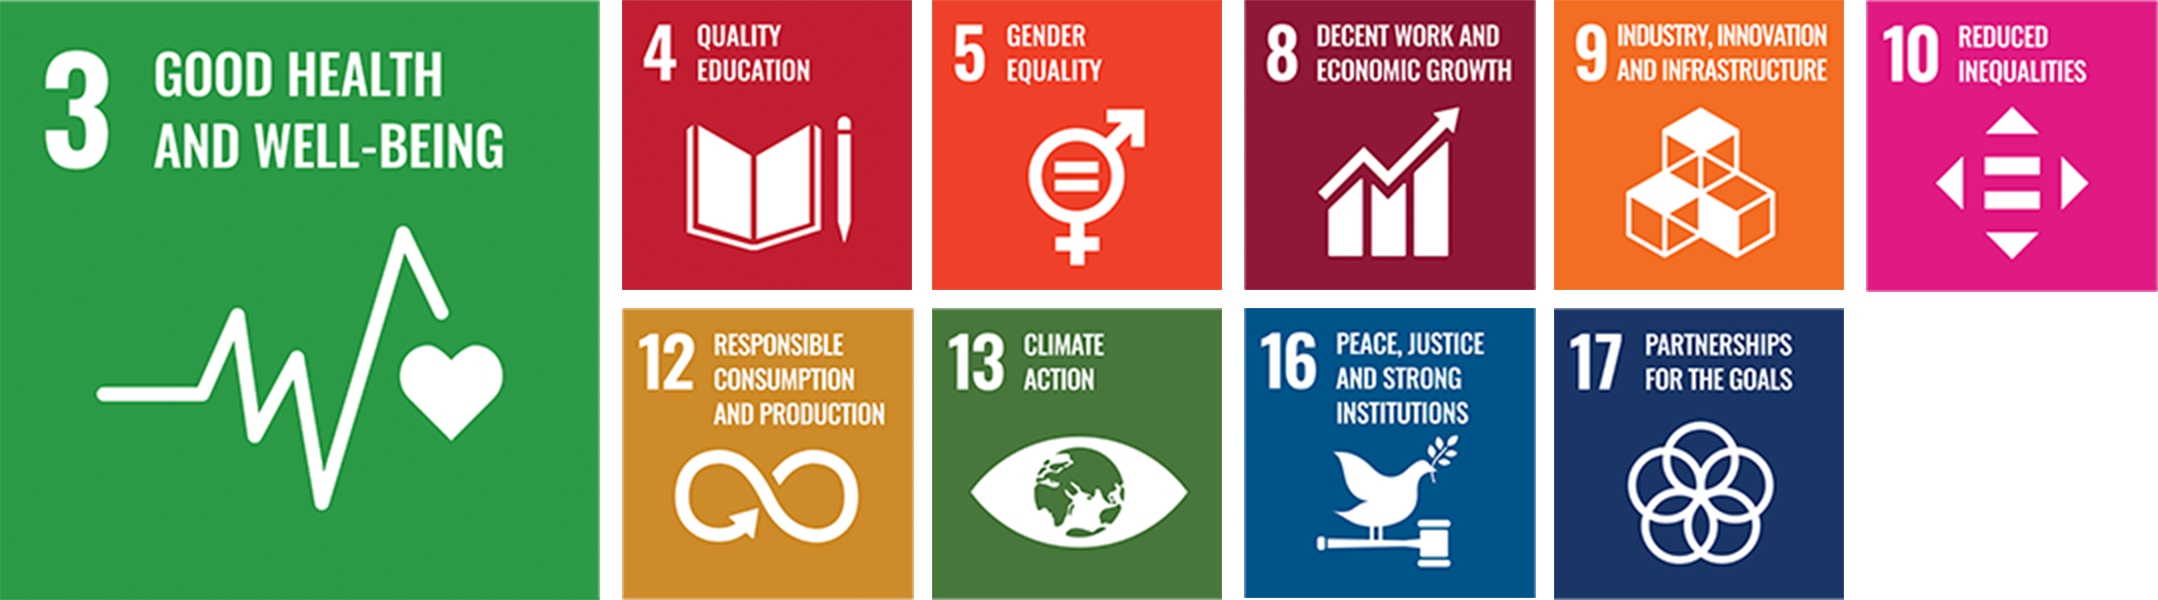 3 GOOD HEALTH
AND WELL-BEING
4 QUALITY
EDUCATION
5 GENDER
EQUALITY
8 DECENT WORK AND
ECONOMIC GROWTH
9 INDUSTRY, INNOVATION
AND INFRASTRUCTURE
10 REDUCED
INEQUALITIES
12 RESPONSIBLE
CONSUMPTION
AND PRODUCTION
13 CLIMATE
ACTION
16 PEACE, JUSTICE
AND STRONG
INSTITUTIONS
17 PARTNERSHIPS
FOR THE GOALS